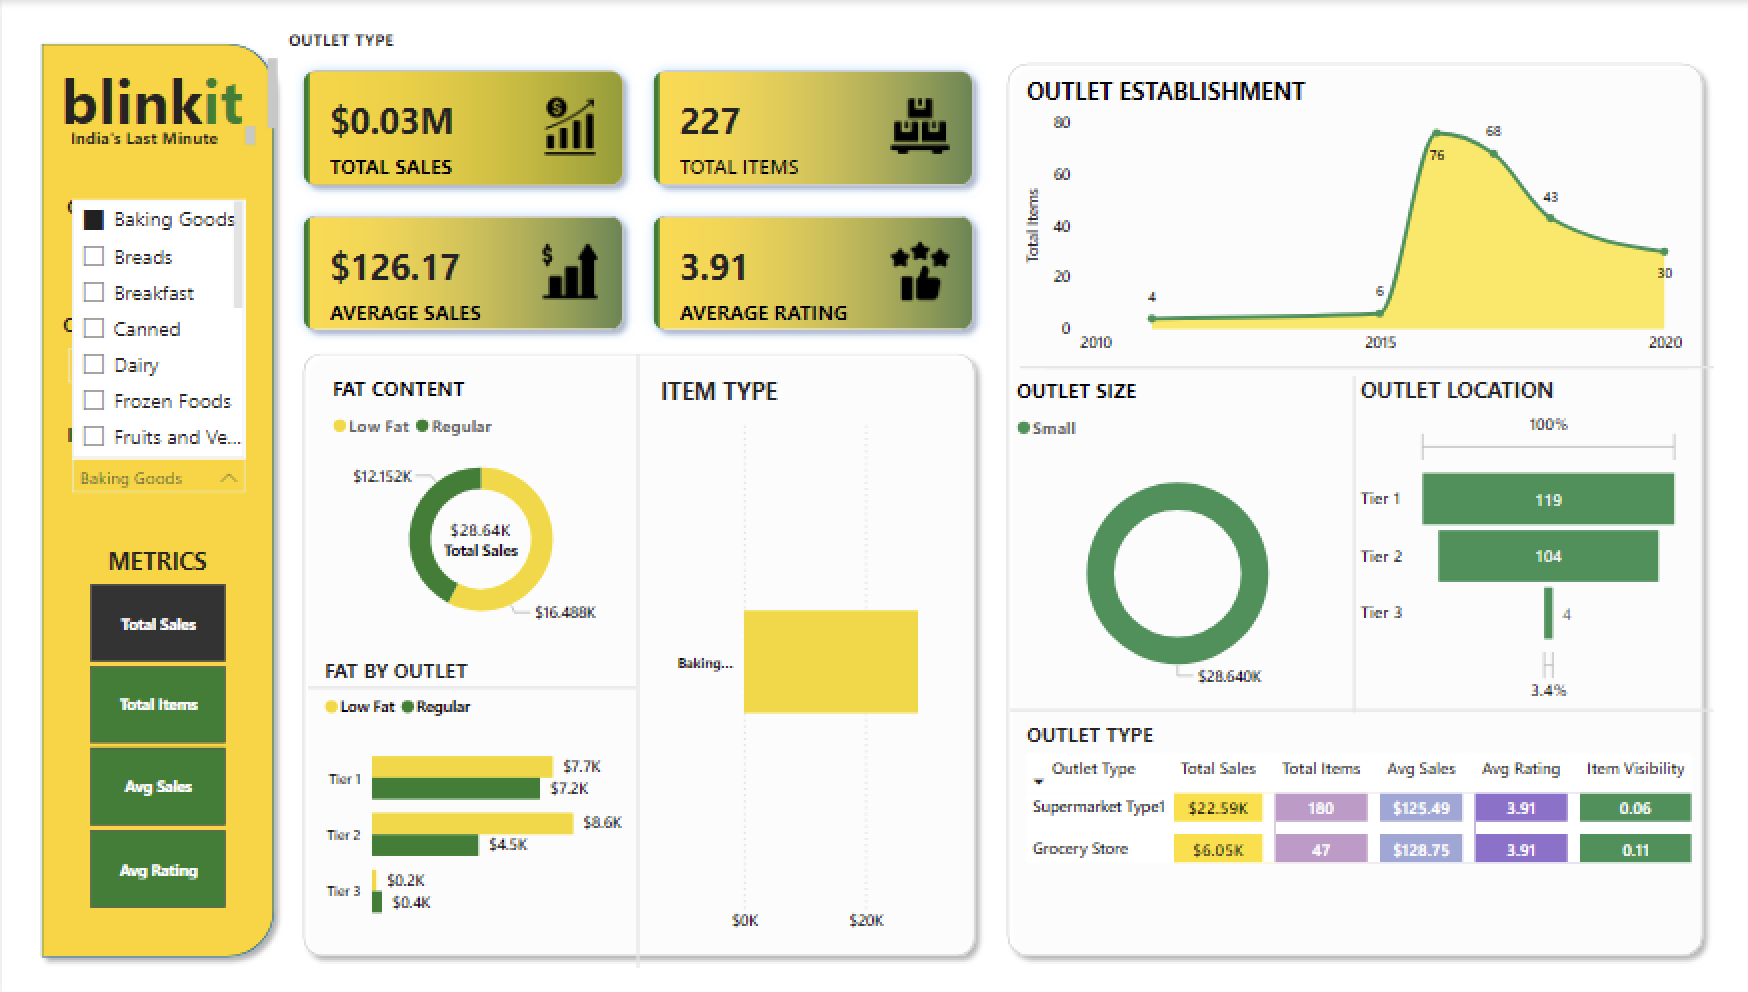 OUTLET TYPE
blinkit
India's Last Minute
Baking Goods
Breads
Breakfast
Canned
Dairy
Frozen Foods
Fruits and Ve...
Baking Goods
METRICS
Total Sales
Total Items
Avg Sales
Avg Rating
$0.03M
TOTAL SALES
227
TOTAL ITEMS
$126.17
AVERAGE SALES
3.91
AVERAGE RATING
FAT CONTENT
Low Fat Regular
$12.152K
$28.64K
Total Sales
$16.488K
FAT BY OUTLET
Low Fat Regular
Tier 1
$7.7K
$7.2K
Tier 2
$8.6K
$4.5K
Tier 3
$0.2K
$0.4K
ITEM TYPE
Baking...
$0K $20K
OUTLET ESTABLISHMENT
Total Items
80
60
40
20
0
4
6
76
68
43
30
2010 2015 2020
OUTLET SIZE
Small
$28.640K
OUTLET LOCATION
100%
Tier 1 119
Tier 2 104
Tier 3 4
3.4%
OUTLET TYPE
Outlet Type Total Sales Total Items Avg Sales Avg Rating Item Visibility
Supermarket Type1 $22.59K 180 $125.49 3.91 0.06
Grocery Store $6.05K 47 $128.75 3.91 0.11